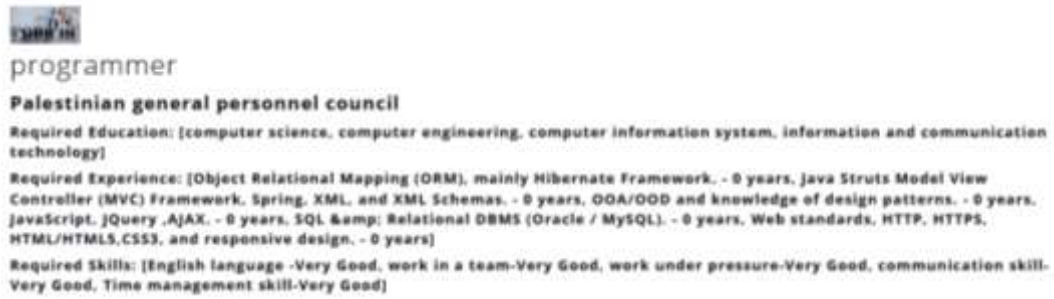 programmer
Palestinian general personnel council
Required Education: [computer science, computer engineering, computer information system, information and communication
technology]
Required Experience: [Object Relational Mapping (ORM), mainly Hibernate Framework. - 0 years, Java Struts Model View
Controller (MVC) Framework, Spring, XML, and XML Schemas. - 0 years, OOA/OOD and knowledge of design patterns. - 0 years,
JavaScript, JQuery ,AJAX. - 0 years, SQL &amp; Relational DBMS (Oracle / MySQL). - 0 years, Web standards, HTTP, HTTPS,
HTML/HTML5,CSS3, and responsive design. - 0 years]
Required Skills: [English language -Very Good, work in a team-Very Good, work under pressure-Very Good, communication skill-
Very Good, Time management skill-Very Good]